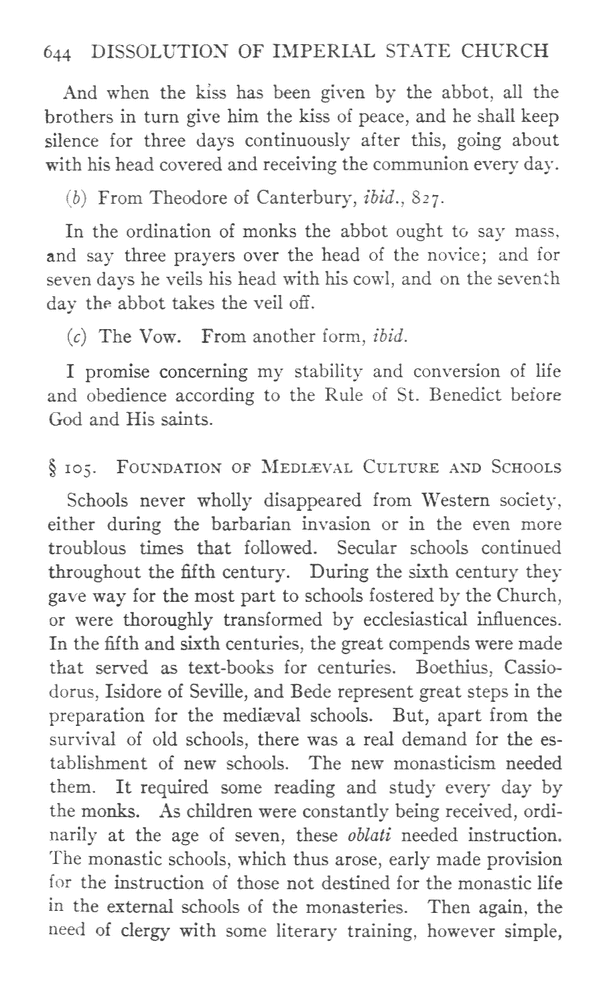 644 DISSOLUTION OF IMPERIAL STATE CHURCH
And when the kiss has been given by the abbot, all the
brothers in turn give him the kiss of peace, and he shall keep
silence for three days continuously after this, going about
with his head covered and receiving the communion every day.
(b) From Theodore of Canterbury, ibid., 827.
In the ordination of monks the abbot ought to say mass,
and say three prayers over the head of the novice; and for
seven days he veils his head with his cowl, and on the seventh
day the abbot takes the veil off.
(c) The Vow. From another form, ibid.
I promise concerning my stability and conversion of life
and obedience according to the Rule of St. Benedict before
God and His saints.
§ 105. FOUNDATION OF MEDIÆVAL CULTURE AND SCHOOLS
Schools never wholly disappeared from Western society,
either during the barbarian invasion or in the even more
troublous times that followed. Secular schools continued
throughout the fifth century. During the sixth century they
gave way for the most part to schools fostered by the Church,
or were thoroughly transformed by ecclesiastical influences.
In the fifth and sixth centuries, the great compends were made
that served as text-books for centuries. Boethius, Cassio-
dorus, Isidore of Seville, and Bede represent great steps in the
preparation for the mediæval schools. But, apart from the
survival of old schools, there was a real demand for the es-
tablishment of new schools. The new monasticism needed
them. It required some reading and study every day by
the monks. As children were constantly being received, ordi-
narily at the age of seven, these oblati needed instruction.
The monastic schools, which thus arose, early made provision
for the instruction of those not destined for the monastic life
in the external schools of the monasteries. Then again, the
need of clergy with some literary training, however simple,